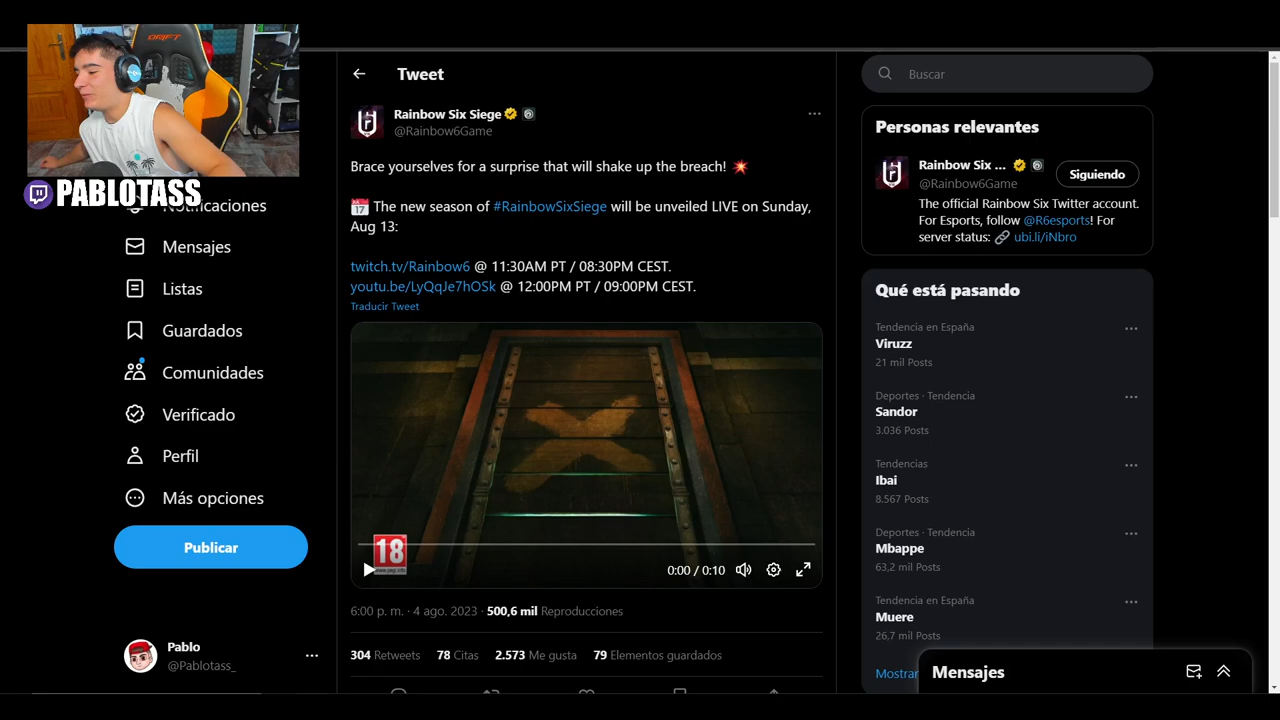 DRIFT
PABLOTASS
Notificaciones
Mensajes
Listas
Guardados
Comunidades
Verificado
Perfil
Más opciones
Publicar
Pablo
@Pablotass_
Tweet
Rainbow Six Siege
@Rainbow6Game
Brace yourselves for a surprise that will shake up the breach! 💥
📅 The new season of #RainbowSixSiege will be unveiled LIVE on Sunday,
Aug 13:
twitch.tv/Rainbow6 @ 11:30AM PT / 08:30PM CEST.
youtu.be/LyQqJe7hOSk @ 12:00PM PT / 09:00PM CEST.
Traducir Tweet
18
www.pegi.info
0:00 / 0:10
6:00 p. m. · 4 ago. 2023 · 500,6 mil Reproducciones
304 Retweets 78 Citas 2.573 Me gusta 79 Elementos guardados
Buscar
Personas relevantes
Rainbow Six ...
@Rainbow6Game
Siguiendo
The official Rainbow Six Twitter account.
For Esports, follow @R6esports! For
server status: 🔗 ubi.li/iNbro
Qué está pasando
Tendencia en España
Viruzz
21 mil Posts
Deportes · Tendencia
Sandor
3.036 Posts
Tendencias
Ibai
8.567 Posts
Deportes · Tendencia
Mbappe
63,2 mil Posts
Tendencia en España
Muere
26,7 mil Posts
Mostrar
Mensajes